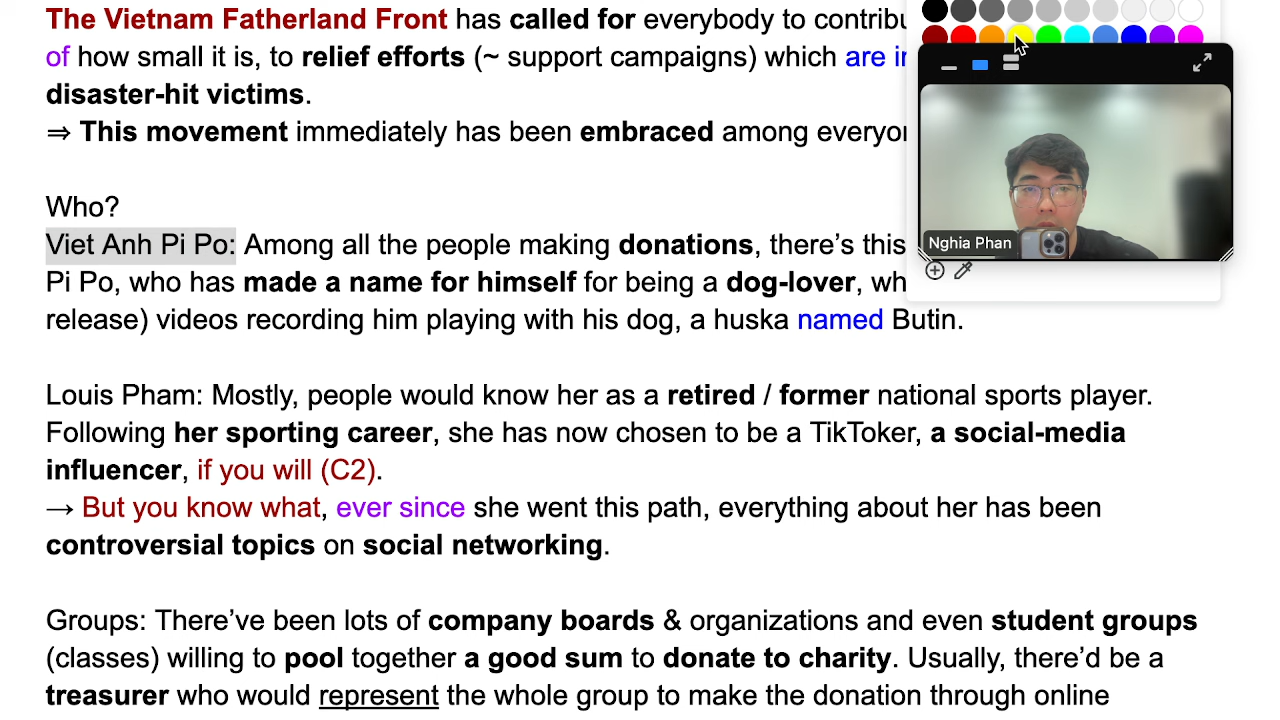 The Vietnam Fatherland Front has called for everybody to contribu
of how small it is, to relief efforts (~ support campaigns) which are in
disaster-hit victims.
⇒ This movement immediately has been embraced among everyo
Who?
Viet Anh Pi Po: Among all the people making donations, there's this
Nghia Phan
Pi Po, who has made a name for himself for being a dog-lover, wh
release) videos recording him playing with his dog, a huska named Butin.
Louis Pham: Mostly, people would know her as a retired / former national sports player.
Following her sporting career, she has now chosen to be a TikToker, a social-media
influencer, if you will (C2).
→ But you know what, ever since she went this path, everything about her has been
controversial topics on social networking.
Groups: There've been lots of company boards & organizations and even student groups
(classes) willing to pool together a good sum to donate to charity. Usually, there'd be a
treasurer who would represent the whole group to make the donation through online